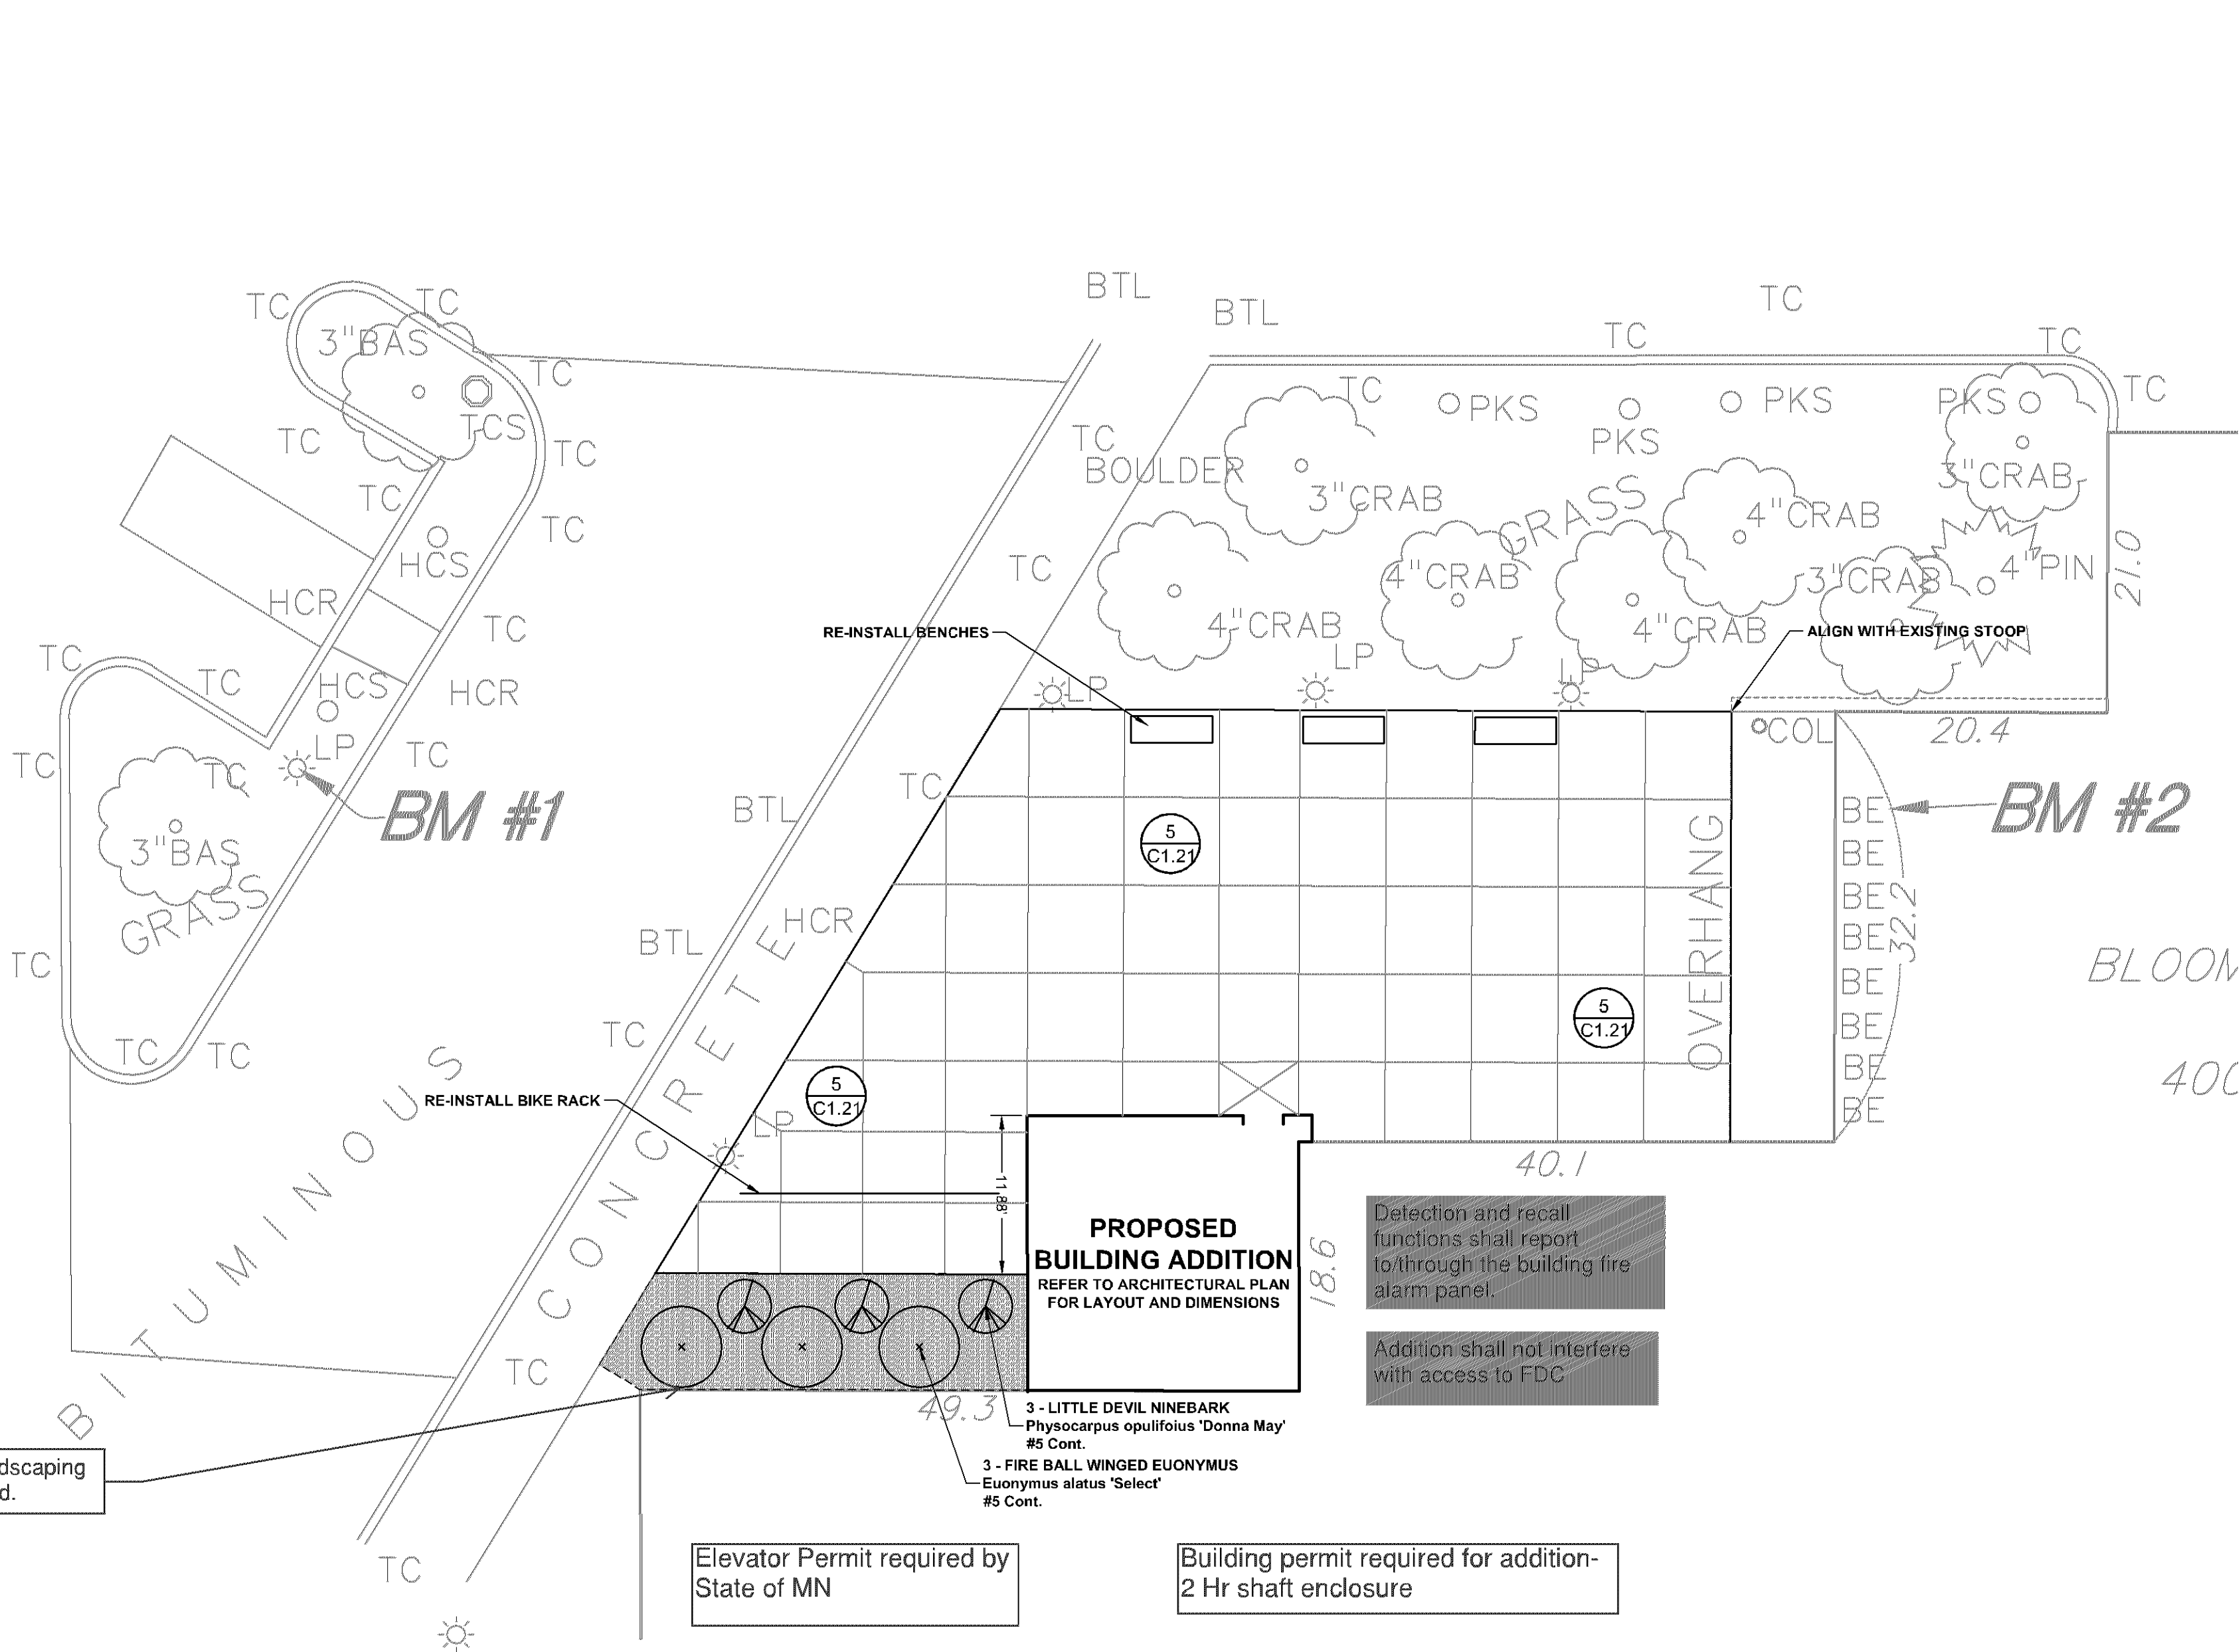 BTL
BTL
TC
TC
TC
TC
TC
3"BAS
TC
TC
TC
PKS
PKS
PKS
TC
TCS
TC
TC
TC
PKS
BOULDER
3"CRAB
3"CRAB
TC
TC
GRASS
4"CRAB
HCS
TC
4"CRAB
3"CRAB
4"PIN
21.0
HCR
TC
4"CRAB
4"CRAB
RE-INSTALL BENCHES
ALIGN WITH EXISTING STOOP
TC
TC
HCS
HCR
LP
LP
LP
LP
TC
TC
TC
TC
COL
20.4
BM #1
BTL
BM #2
3"BAS
GRASS
5
C1.21
OVERHANG
BE
BE
BE
BE
BE
BE
BE
BE
32.2
HCR
BTL
TC
TC
TC
TC
5
C1.21
BITUMINOUS
CONCRETE
RE-INSTALL BIKE RACK
5
C1.21
LP
40.1
11.88'
PROPOSED
BUILDING ADDITION
REFER TO ARCHITECTURAL PLAN
FOR LAYOUT AND DIMENSIONS
18.6
Detection and recall
functions shall report
to/through the building fire
alarm panel.
Addition shall not interfere
with access to FDC
TC
49.3
3 - LITTLE DEVIL NINEBARK
Physocarpus opulifoius 'Donna May'
#5 Cont.
3 - FIRE BALL WINGED EUONYMUS
Euonymus alatus 'Select'
#5 Cont.
dscaping
d.
TC
Elevator Permit required by
State of MN
Building permit required for addition-
2 Hr shaft enclosure
BLOOM
400